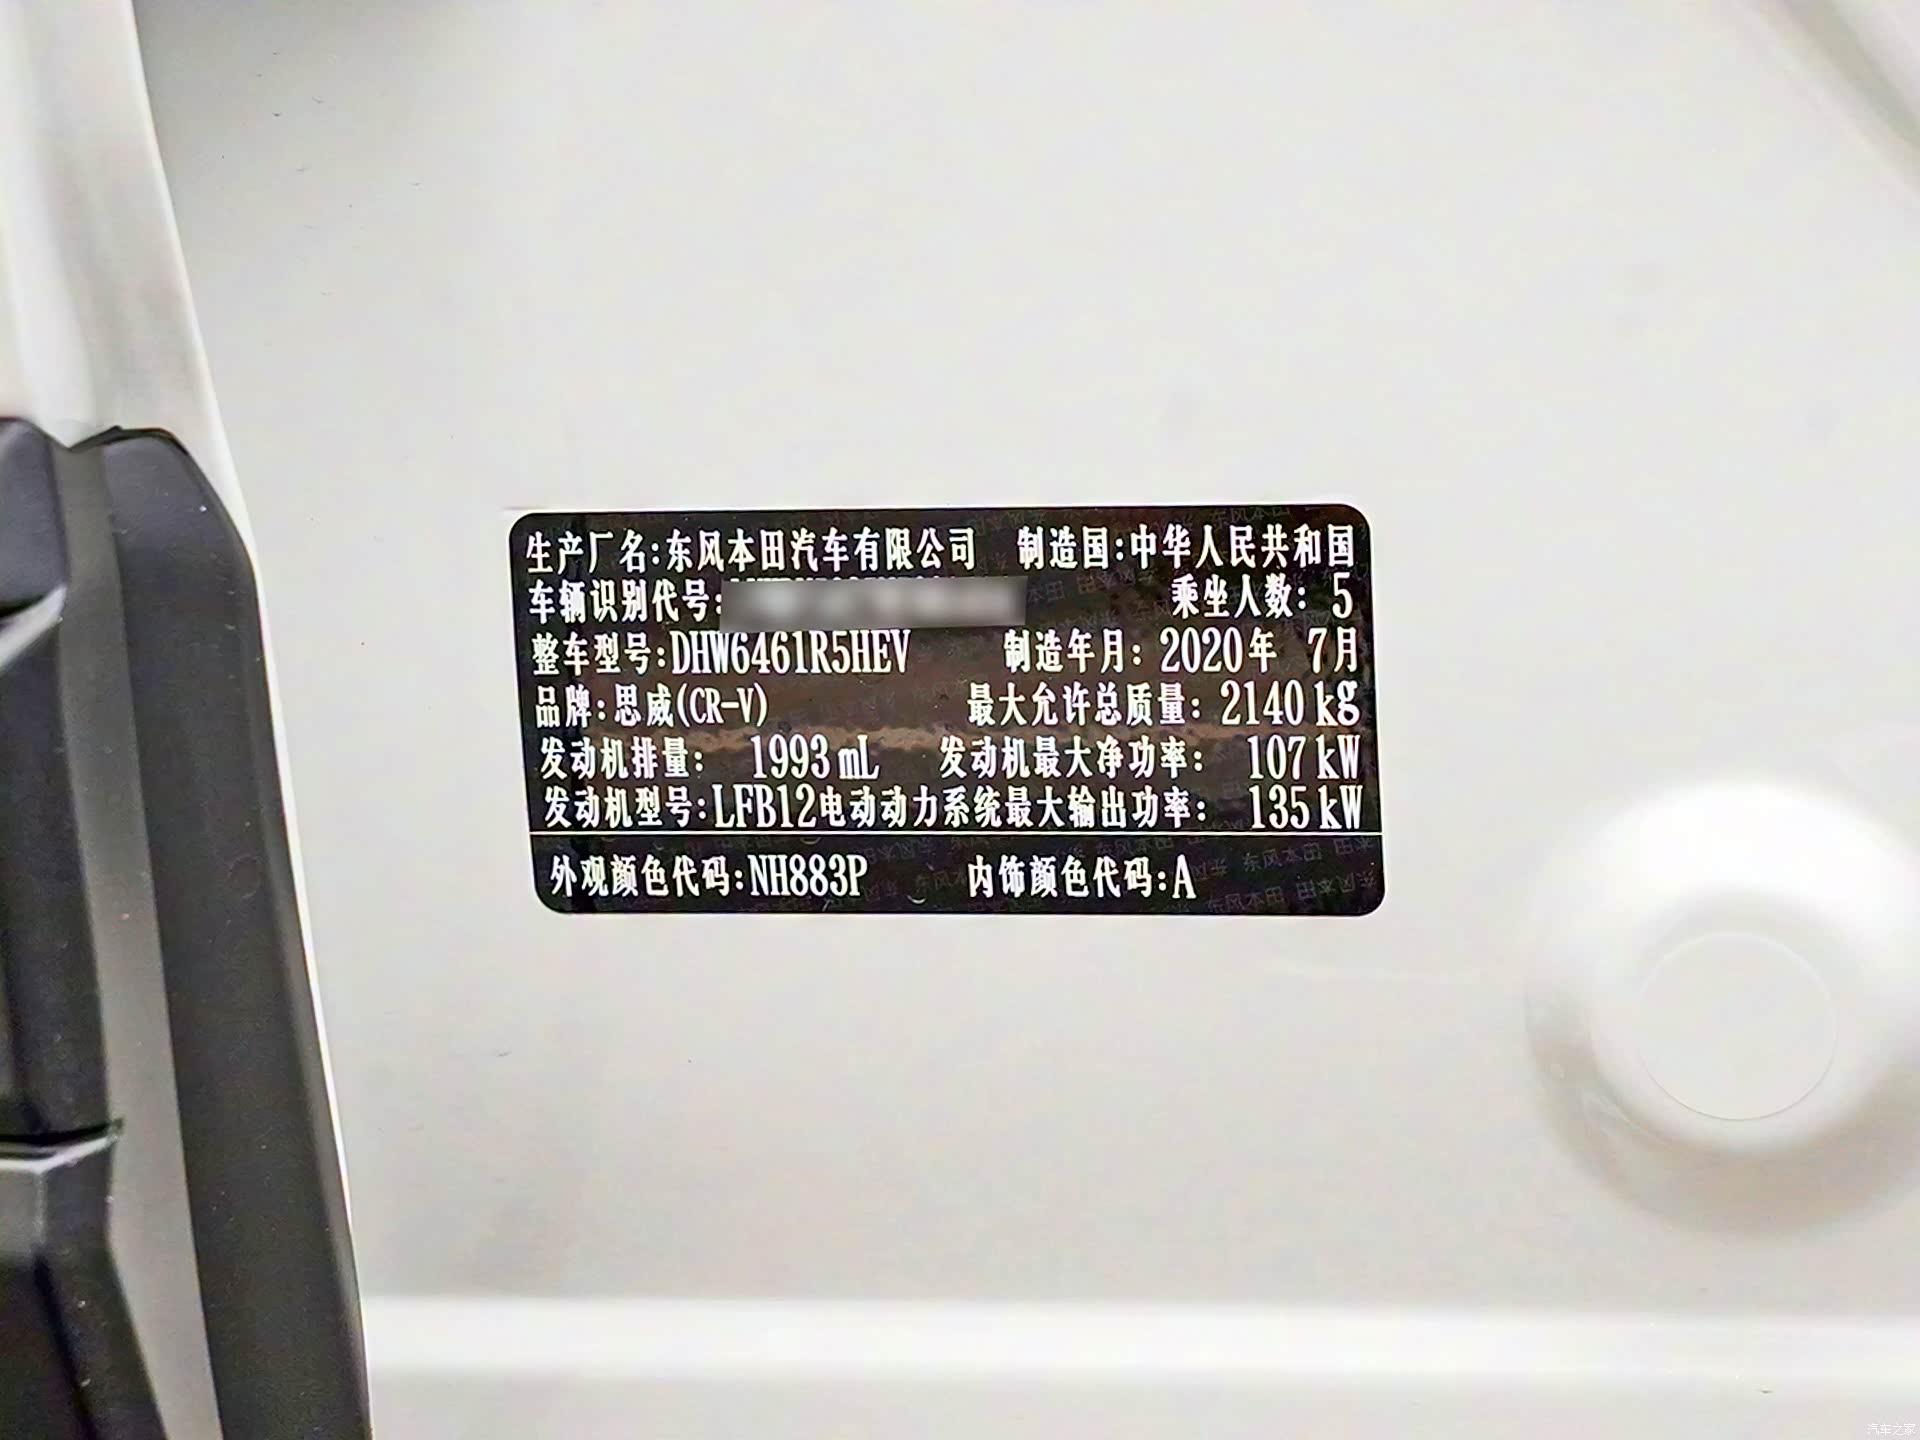 生产厂名:东风本田汽车有限公司 制造国:中华人民共和国
车辆识别代号: 乘坐人数: 5
整车型号:DHW6461R5HEV 制造年月: 2020年 7月
品牌:思威(CR-V) 最大允许总质量: 2140 kg
发动机排量: 1993 mL 发动机最大净功率: 107 kW
发动机型号:LFB12 电动动力系统最大输出功率: 135 kW
外观颜色代码:NH883P 内饰颜色代码:A
汽车之家